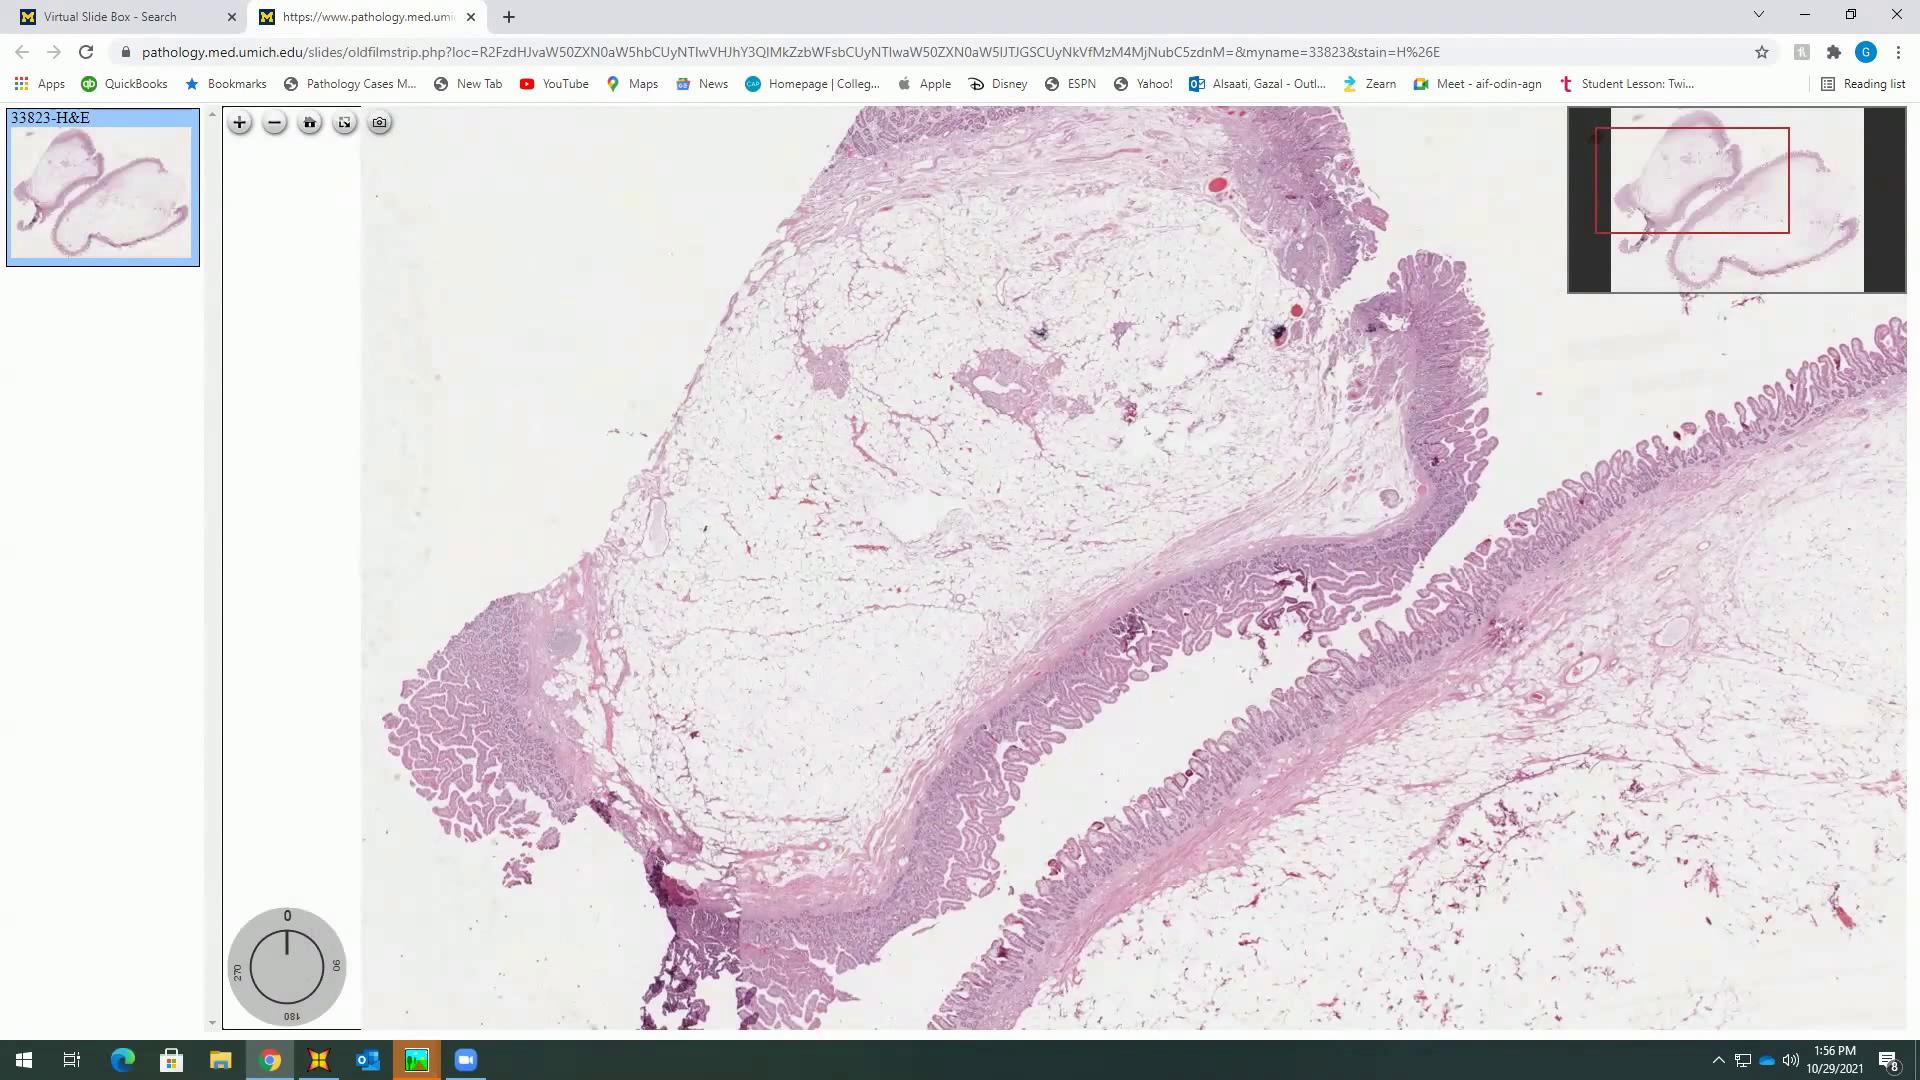 Virtual Slide Box - Search
https://www.pathology.med.umi
pathology.med.umich.edu/slides/oldfilmstrip.php?loc=R2FzdHJvaW50ZXN0aW5hbCUyNTIwVHJhY3QlMkZzbWFsbCUyNTIwaW50ZXN0aW5lJTJGSCUyNkVfMzM4MjNubC5zdnM=&myname=33823&stain=H%26E
Apps QuickBooks Bookmarks Pathology Cases M... New Tab YouTube Maps News Homepage | Colleg... Apple Disney ESPN Yahoo! Alsaati, Gazal - Outl... Zearn Meet - aif-odin-agn Student Lesson: Twi... Reading list
G
33823-H&E
0
270
90
180
1:56 PM
10/29/2021
8